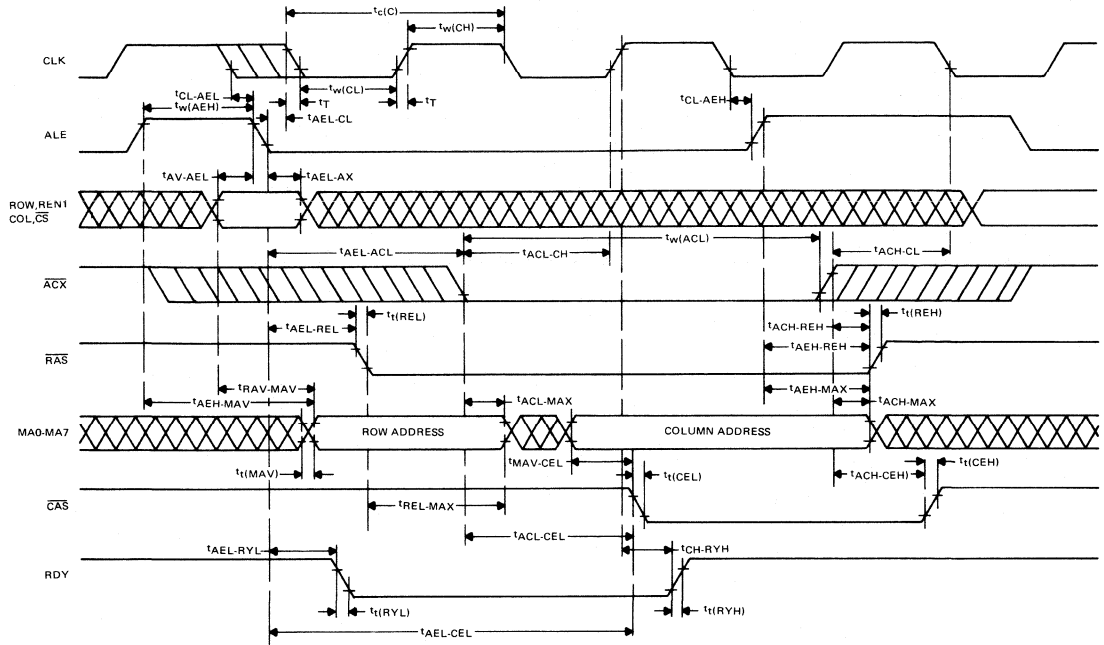 tc(C)
tw(CH)
CLK
tw(CL)
tCL-AEL
tw(AEH)
tT
tT
tCL-AEH
tAEL-CL
ALE
tAV-AEL
tAEL-AX
ROW,REN1
COL,C̅S̅
tw(ACL)
tAEL-ACL
tACL-CH
tACH-CL
A̅C̅X̅
tt(REL)
tt(REH)
tAEL-REL
tACH-REH
tAEH-REH
R̅A̅S̅
tRAV-MAV
tAEH-MAV
tACL-MAX
tAEH-MAX
tACH-MAX
MA0-MA7
ROW ADDRESS
COLUMN ADDRESS
tt(MAV)
tMAV-CEL
tt(CEL)
tACH-CEH)
tt(CEH)
C̅A̅S̅
tREL-MAX
tACL-CEL
tAEL-RYL
tCH-RYH
RDY
tt(RYL)
tt(RYH)
tAEL-CEL